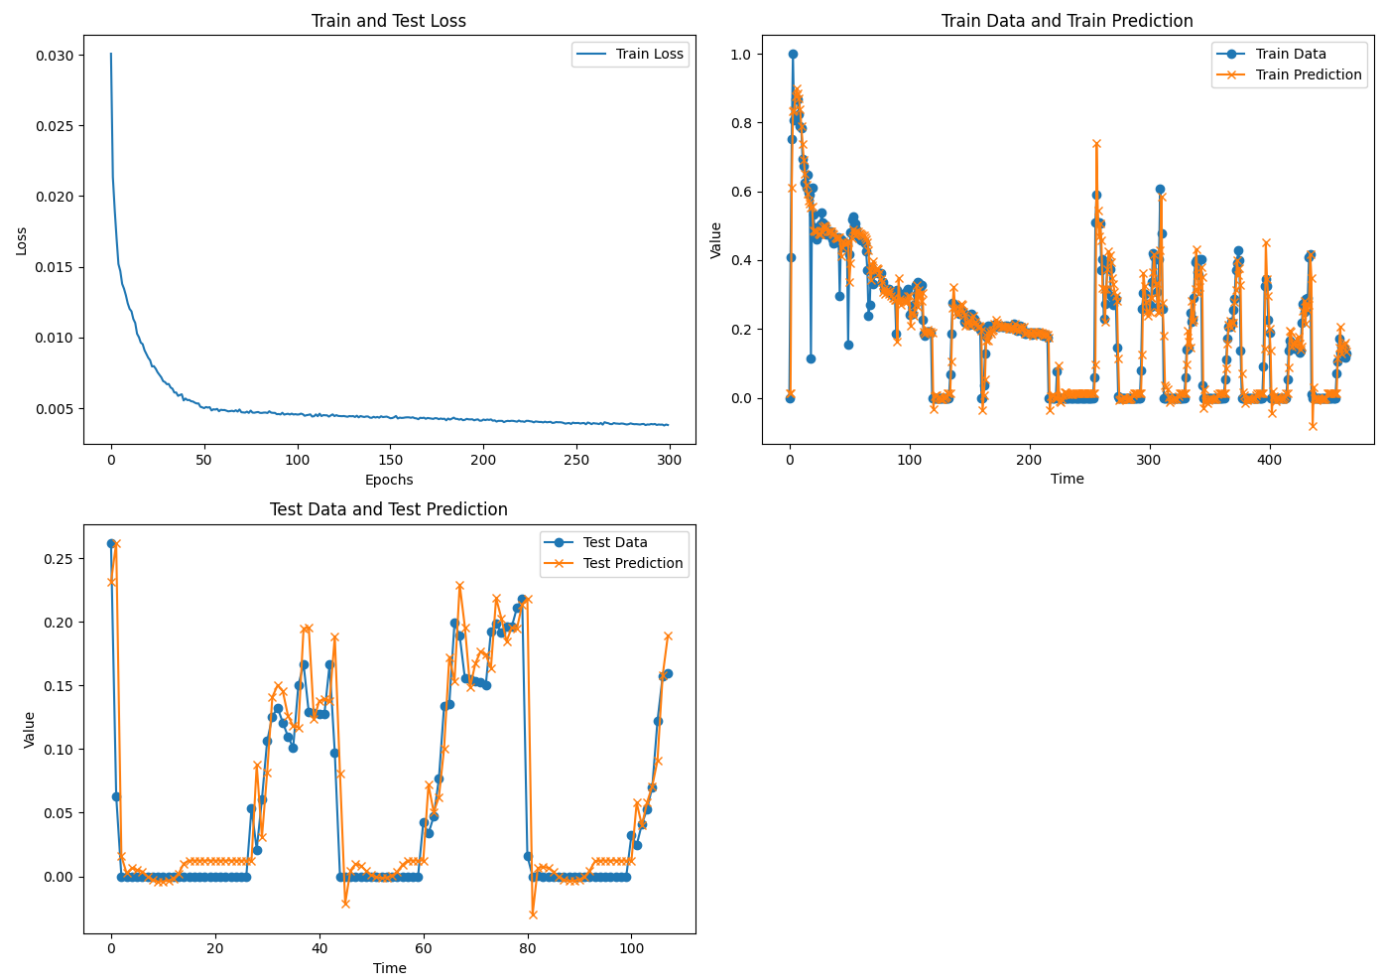 Train and Test Loss
Train Loss
0.030
0.025
0.020
0.015
0.010
0.005
Loss
0 50 100 150 200 250 300
Epochs
Train Data and Train Prediction
Train Data
Train Prediction
1.0
0.8
0.6
0.4
0.2
0.0
Value
0 100 200 300 400
Time
Test Data and Test Prediction
Test Data
Test Prediction
0.25
0.20
0.15
0.10
0.05
0.00
Value
0 20 40 60 80 100
Time